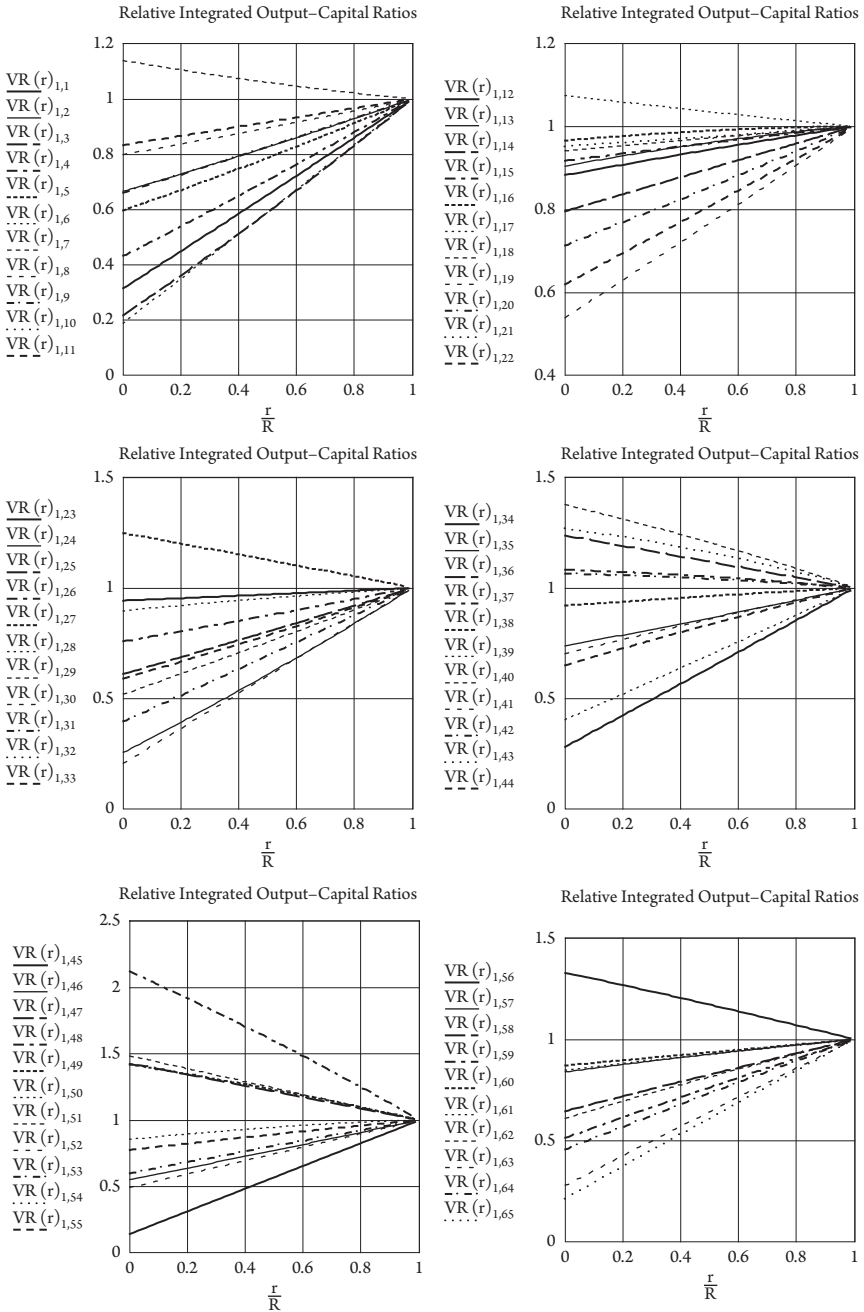 Relative Integrated Output–Capital Ratios
1.2
1
0.8
0.6
0.4
0.2
0
VR (r)1,1
VR (r)1,2
VR (r)1,3
VR (r)1,4
VR (r)1,5
VR (r)1,6
VR (r)1,7
VR (r)1,8
VR (r)1,9
VR (r)1,10
VR (r)1,11
0 0.2 0.4 0.6 0.8 1
r
R
Relative Integrated Output–Capital Ratios
1.2
1
0.8
0.6
0.4
VR (r)1,12
VR (r)1,13
VR (r)1,14
VR (r)1,15
VR (r)1,16
VR (r)1,17
VR (r)1,18
VR (r)1,19
VR (r)1,20
VR (r)1,21
VR (r)1,22
0 0.2 0.4 0.6 0.8 1
r
R
Relative Integrated Output–Capital Ratios
1.5
1
0.5
0
VR (r)1,23
VR (r)1,24
VR (r)1,25
VR (r)1,26
VR (r)1,27
VR (r)1,28
VR (r)1,29
VR (r)1,30
VR (r)1,31
VR (r)1,32
VR (r)1,33
0 0.2 0.4 0.6 0.8 1
r
R
Relative Integrated Output–Capital Ratios
1.5
1
0.5
0
VR (r)1,34
VR (r)1,35
VR (r)1,36
VR (r)1,37
VR (r)1,38
VR (r)1,39
VR (r)1,40
VR (r)1,41
VR (r)1,42
VR (r)1,43
VR (r)1,44
0 0.2 0.4 0.6 0.8 1
r
R
Relative Integrated Output–Capital Ratios
2.5
2
1.5
1
0.5
0
VR (r)1,45
VR (r)1,46
VR (r)1,47
VR (r)1,48
VR (r)1,49
VR (r)1,50
VR (r)1,51
VR (r)1,52
VR (r)1,53
VR (r)1,54
VR (r)1,55
0 0.2 0.4 0.6 0.8 1
r
R
Relative Integrated Output–Capital Ratios
1.5
1
0.5
0
VR (r)1,56
VR (r)1,57
VR (r)1,58
VR (r)1,59
VR (r)1,60
VR (r)1,61
VR (r)1,62
VR (r)1,63
VR (r)1,64
VR (r)1,65
0 0.2 0.4 0.6 0.8 1
r
R